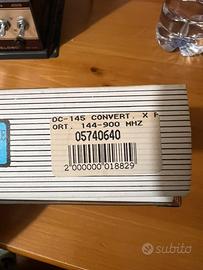 DC-145 CONVERT. X P
ORT. 144-900 MHZ
05740640
2 000000 018829
subito